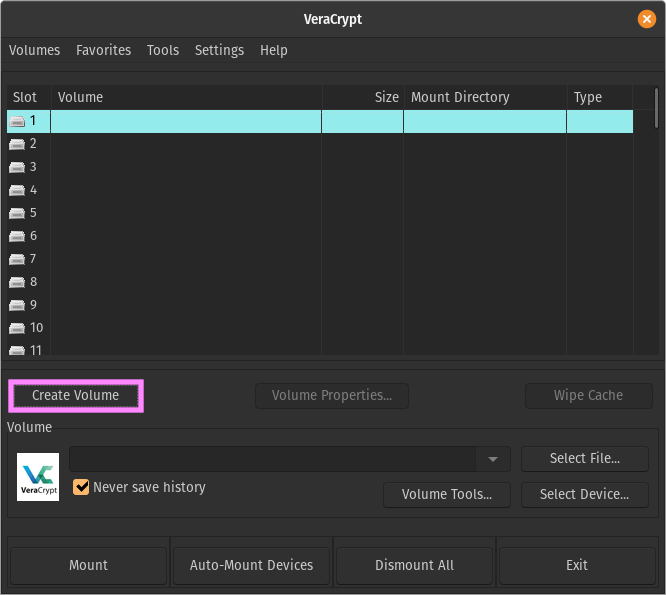 VeraCrypt
Volumes Favorites Tools Settings Help
Slot Volume Size Mount Directory Type
1
2
3
4
5
6
7
8
9
10
11
Create Volume Volume Properties... Wipe Cache
Volume
VC
VeraCrypt
Select File...
Never save history
Volume Tools... Select Device...
Mount Auto-Mount Devices Dismount All Exit